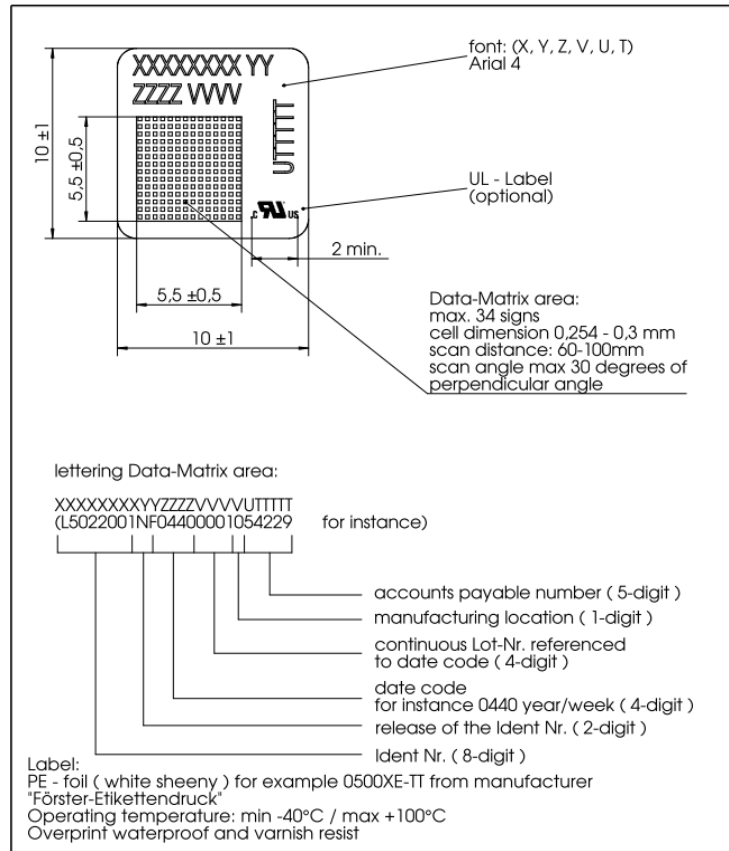 XXXXXXXX YY
ZZZZ VVVV
UTTTTT
C RU US
font: (X, Y, Z, V, U, T)
Arial 4
UL - Label
(optional)
10 ±1
5,5 ±0,5
2 min.
5,5 ±0,5
10 ±1
Data-Matrix area:
max. 34 signs
cell dimension 0,254 - 0,3 mm
scan distance: 60-100mm
scan angle max 30 degrees of
perpendicular angle
lettering Data-Matrix area:
XXXXXXXXYYZZZZVVVVUTTTTT
(L5022001NF04400001054229 for instance)
accounts payable number ( 5-digit )
manufacturing location ( 1-digit )
continuous Lot-Nr. referenced
to date code ( 4-digit )
date code
for instance 0440 year/week ( 4-digit )
release of the Ident Nr. ( 2-digit )
Ident Nr. ( 8-digit )
Label:
PE - foil ( white sheeny ) for example 0500XE-TT from manufacturer
"Förster-Etikettendruck"
Operating temperature: min -40°C / max +100°C
Overprint waterproof and varnish resist